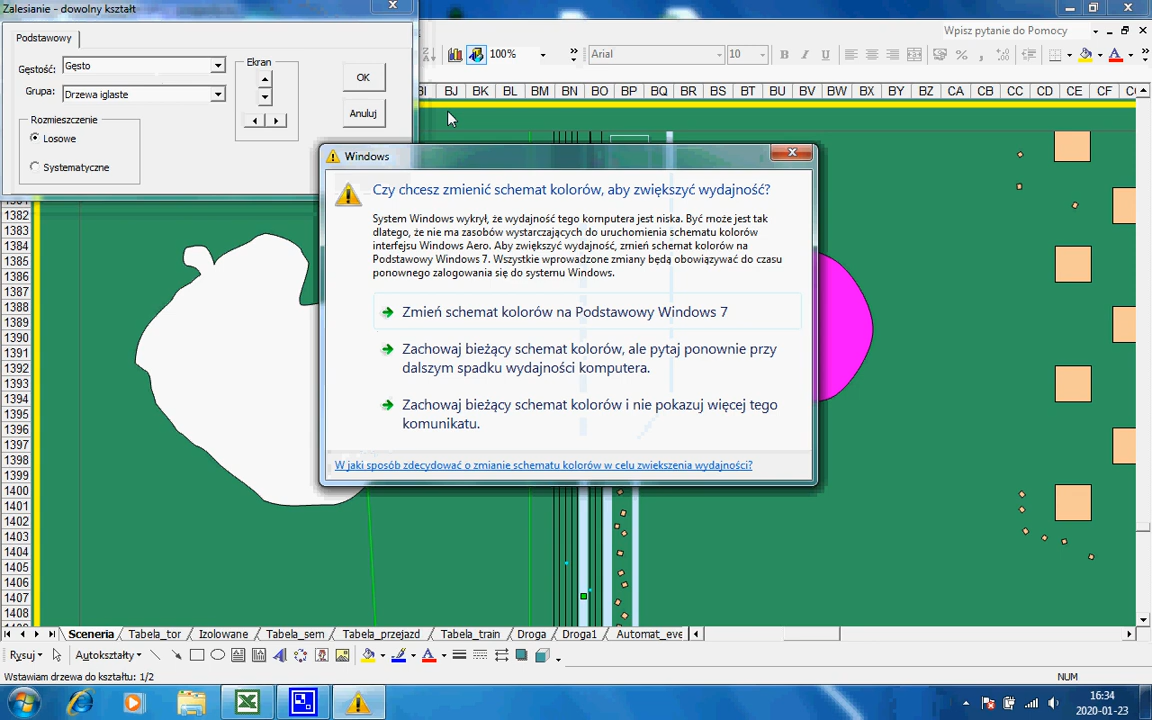 Zalesianie - dowolny kształt
Podstawowy
Gęstość: Gęsto
Grupa: Drzewa iglaste
Rozmieszczenie
Losowe
Systematyczne
Ekran
OK
Anuluj
Wpisz pytanie do Pomocy
100%
Arial
10
B I U
%
BI BJ BK BL BM BN BO BP BQ BR BS BT BU BV BW BX BY BZ CA CB CC CD CE CF
Windows
Czy chcesz zmienić schemat kolorów, aby zwiększyć wydajność?
System Windows wykrył, że wydajność tego komputera jest niska. Być może jest tak
dlatego, że nie ma zasobów wystarczających do uruchomienia schematu kolorów
interfejsu Windows Aero. Aby zwiększyć wydajność, zmień schemat kolorów na
Podstawowy Windows 7. Wszystkie wprowadzone zmiany będą obowiązywać do czasu
ponownego zalogowania się do systemu Windows.
Zmień schemat kolorów na Podstawowy Windows 7
Zachowaj bieżący schemat kolorów, ale pytaj ponownie przy
dalszym spadku wydajności komputera.
Zachowaj bieżący schemat kolorów i nie pokazuj więcej tego
komunikatu.
W jaki sposób zdecydować o zmianie schematu kolorów w celu zwiększenia wydajności?
1382
1383
1384
1385
1386
1387
1388
1389
1390
1391
1392
1393
1394
1395
1396
1397
1398
1399
1400
1401
1402
1403
1404
1405
1406
1407
1408
Sceneria Tabela_tor Izolowane Tabela_sem Tabela_przejazd Tabela_train Droga Droga1 Automat_eve
Rysuj Autokształty
Wstawiam drzewa do kształtu: 1/2
NUM
16:34
2020-01-23